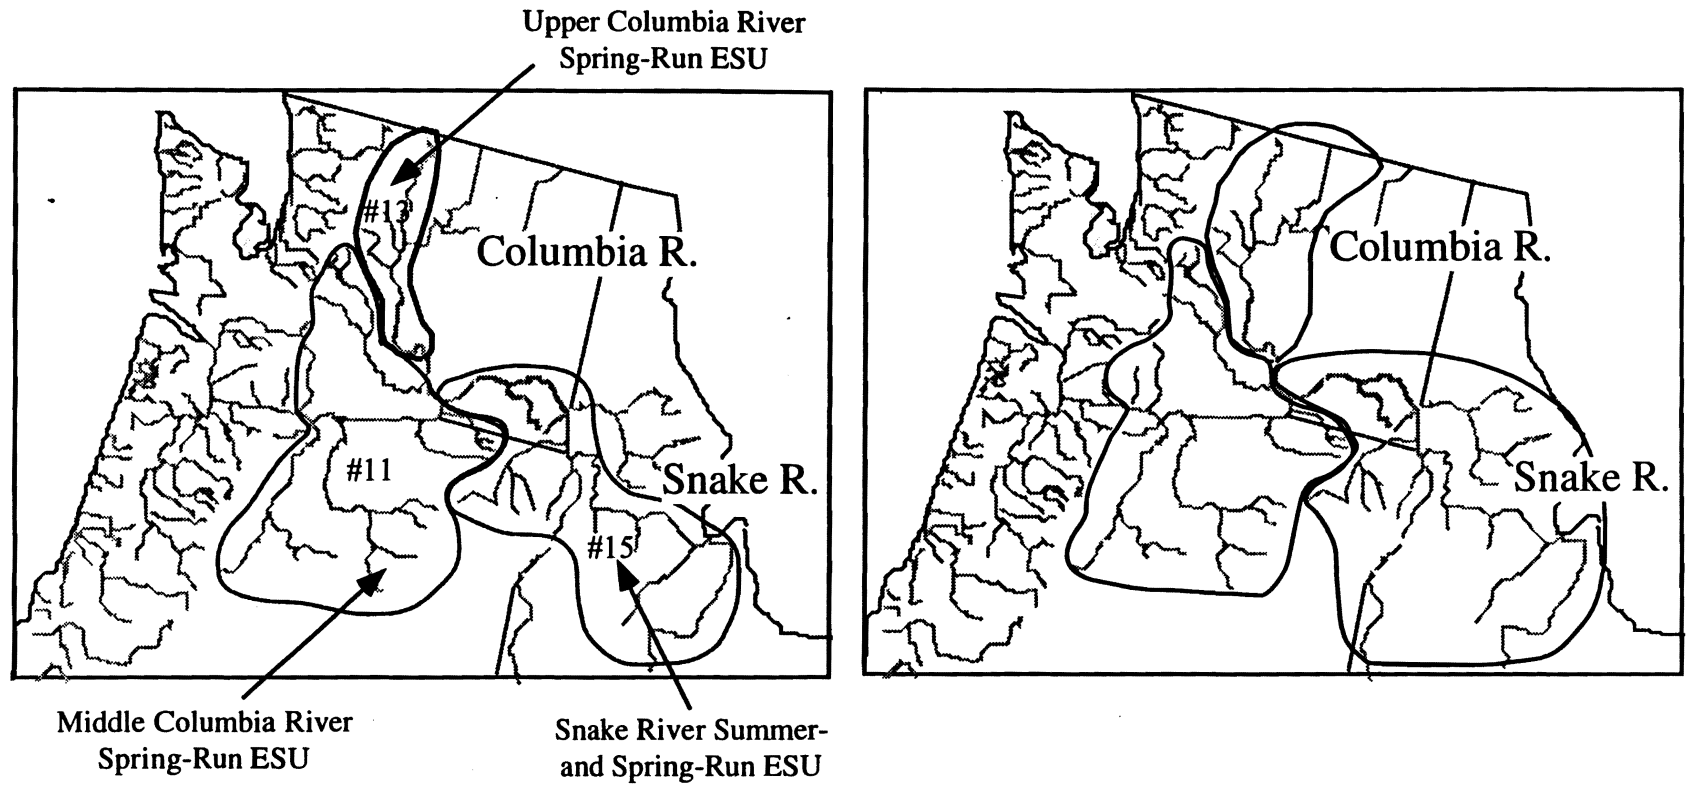 Upper Columbia River
Spring-Run ESU
#13
Columbia R.
#11
Snake R.
#15
Middle Columbia River
Spring-Run ESU
Snake River Summer-
and Spring-Run ESU
Columbia R.
Snake R.